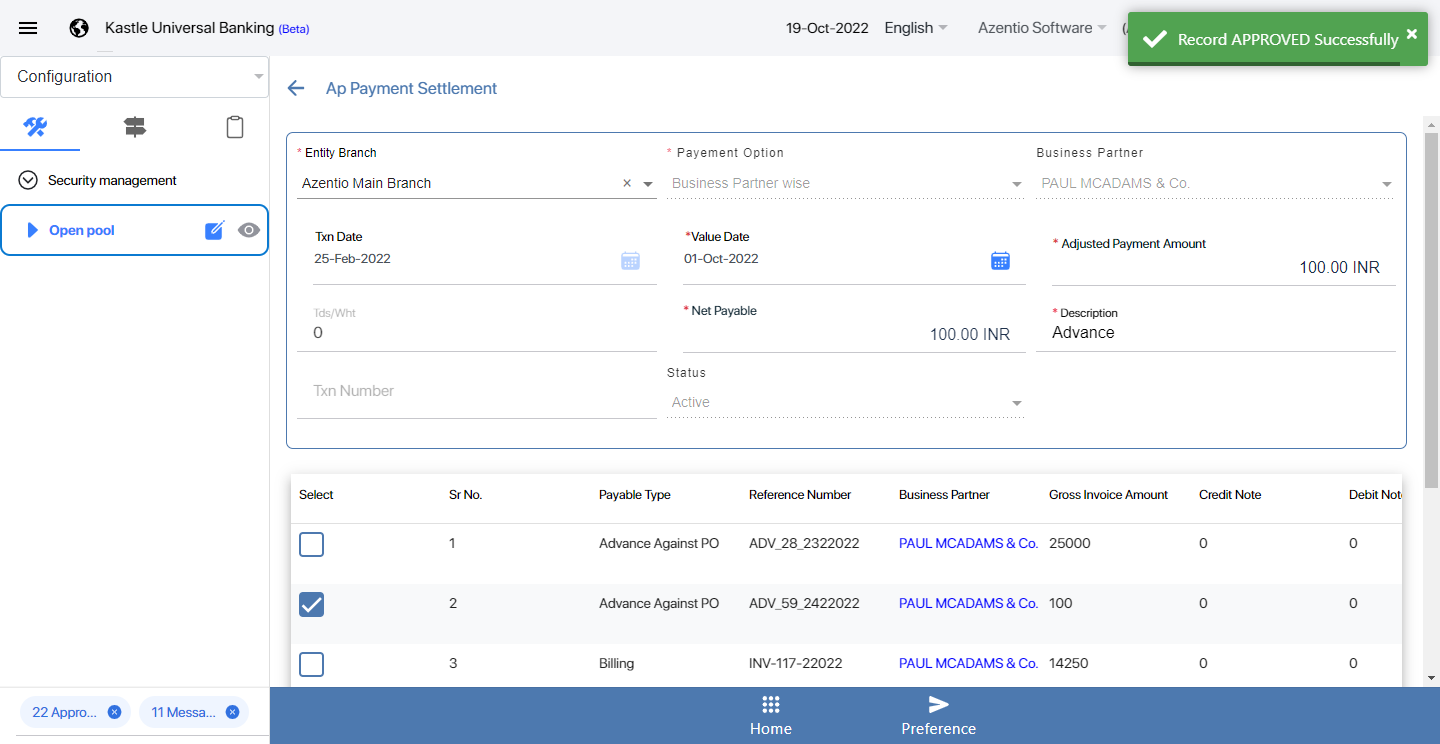 Kastle Universal Banking (Beta)
19-Oct-2022 English Azentio Software
Record APPROVED Successfully
Configuration
Ap Payment Settlement
Security management
Open pool
* Entity Branch * Payement Option Business Partner
Azentio Main Branch Business Partner wise PAUL MCADAMS & Co.
Txn Date *Value Date * Adjusted Payment Amount
25-Feb-2022 01-Oct-2022 100.00 INR
Tds/Wht * Net Payable * Description
0 100.00 INR Advance
Txn Number Status
Active
Select Sr No. Payable Type Reference Number Business Partner Gross Invoice Amount Credit Note Debit Not
1 Advance Against PO ADV_28_2322022 PAUL MCADAMS & Co. 25000 0 0
2 Advance Against PO ADV_59_2422022 PAUL MCADAMS & Co. 100 0 0
3 Billing INV-117-22022 PAUL MCADAMS & Co. 14250 0 0
22 Appro... 11 Messa...
Home Preference